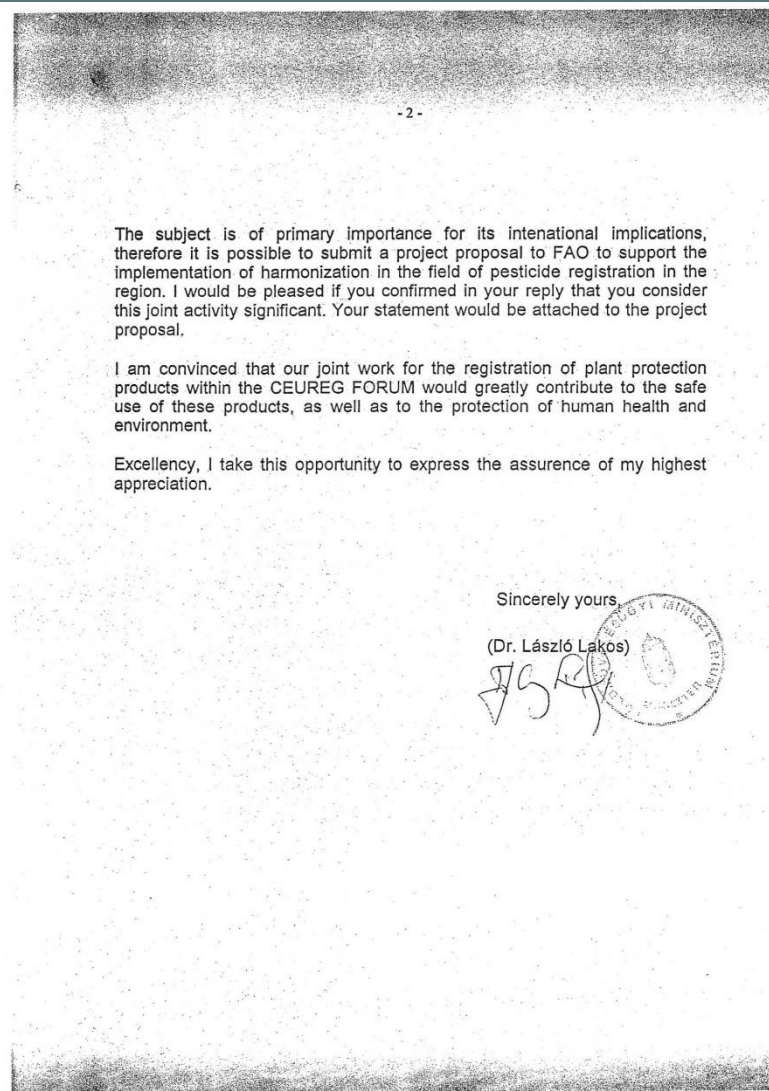 - 2 -
The subject is of primary importance for its intenational implications,
therefore it is possible to submit a project proposal to FAO to support the
implementation of harmonization in the field of pesticide registration in the
region. I would be pleased if you confirmed in your reply that you consider
this joint activity significant. Your statement would be attached to the project
proposal.
I am convinced that our joint work for the registration of plant protection
products within the CEUREG FORUM would greatly contribute to the safe
use of these products, as well as to the protection of human health and
environment.
Excellency, I take this opportunity to express the assurence of my highest
appreciation.
Sincerely yours,
(Dr. László Lakos)
MINISZTÉRIUM